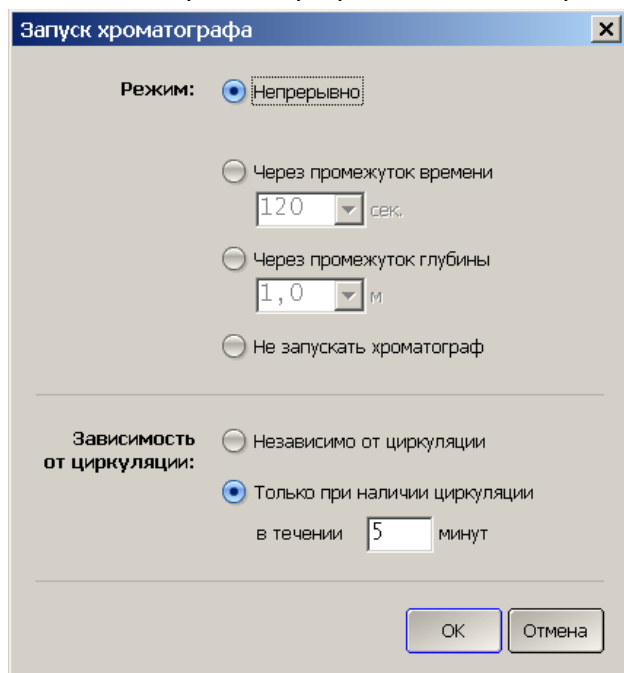 Запуск хроматографа
Режим: Непрерывно
Через промежуток времени
120 сек.
Через промежуток глубины
1,0 м
Не запускать хроматограф
Зависимость от циркуляции:
Независимо от циркуляции
Только при наличии циркуляции
в течении 5 минут
ОК Отмена